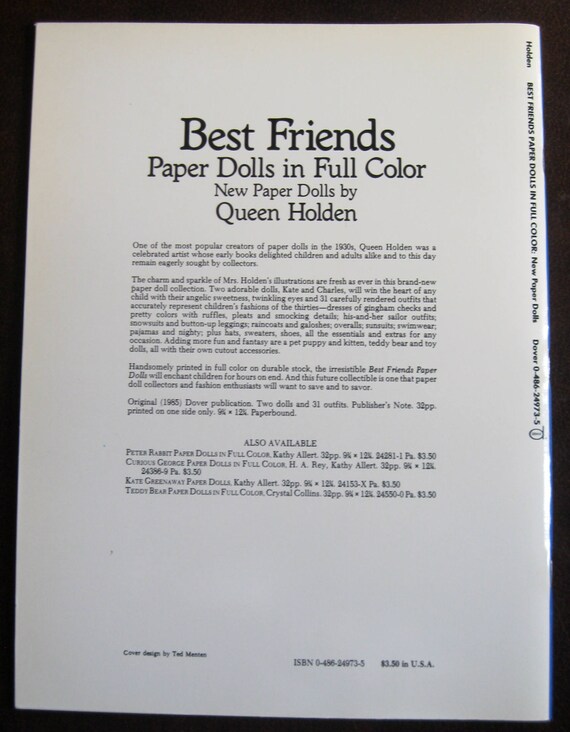 Best Friends
Paper Dolls in Full Color
New Paper Dolls by
Queen Holden
One of the most popular creators of paper dolls in the 1930s, Queen Holden was a
celebrated artist whose early books delighted children and adults alike and to this day
remain eagerly sought by collectors.
The charm and sparkle of Mrs. Holden's illustrations are fresh as ever in this brand-new
paper doll collection. Two adorable dolls, Kate and Charles, will win the heart of any
child with their angelic sweetness, twinkling eyes and 31 carefully rendered outfits that
accurately represent children's fashions of the thirties—dresses of gingham checks and
pretty colors with ruffles, pleats and smocking details; his-and-her sailor outfits;
snowsuits and button-up leggings; raincoats and galoshes; overalls; sunsuits; swimwear;
pajamas and nighty; plus hats, sweaters, shoes, all the essentials and extras for any
occasion. Adding more fun and fantasy are a pet puppy and kitten, teddy bear and toy
dolls, all with their own cutout accessories.
Handsomely printed in full color on durable stock, the irresistible Best Friends Paper
Dolls will enchant children for hours on end. And this future collectible is one that paper
doll collectors and fashion enthusiasts will want to save and to savor.
Original (1985) Dover publication. Two dolls and 31 outfits. Publisher's Note. 32pp.
printed on one side only. 9¼ × 12¼. Paperbound.
ALSO AVAILABLE
PETER RABBIT PAPER DOLLS IN FULL COLOR, Kathy Allert. 32pp. 9¼ × 12¼. 24281-1 Pa. $3.50
CURIOUS GEORGE PAPER DOLLS IN FULL COLOR, H. A. Rey, Kathy Allert. 32pp. 9¼ × 12¼.
24386-9 Pa. $3.50
KATE GREENAWAY PAPER DOLLS, Kathy Allert. 32pp. 9¼ × 12¼. 24153-X Pa. $3.50
TEDDY BEAR PAPER DOLLS IN FULL COLOR, Crystal Collins. 32pp. 9¼ × 12¼. 24550-0 Pa. $3.50
Cover design by Ted Menten
ISBN 0-486-24973-5 $3.50 in U.S.A.
Holden BEST FRIENDS PAPER DOLLS IN FULL COLOR: New Paper Dolls Dover 0-486-24973-5